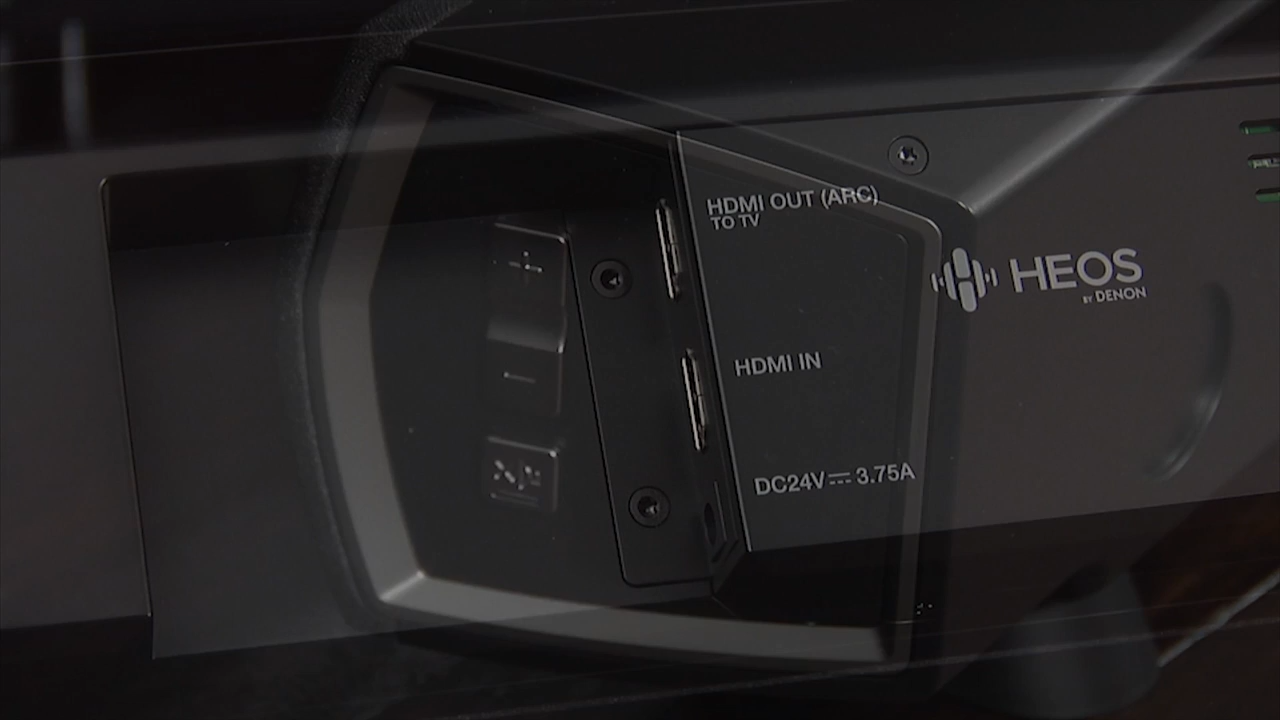 HDMI OUT (ARC)
TO TV
HEOS
BY DENON
HDMI IN
DC24V⎓3.75A
+
−